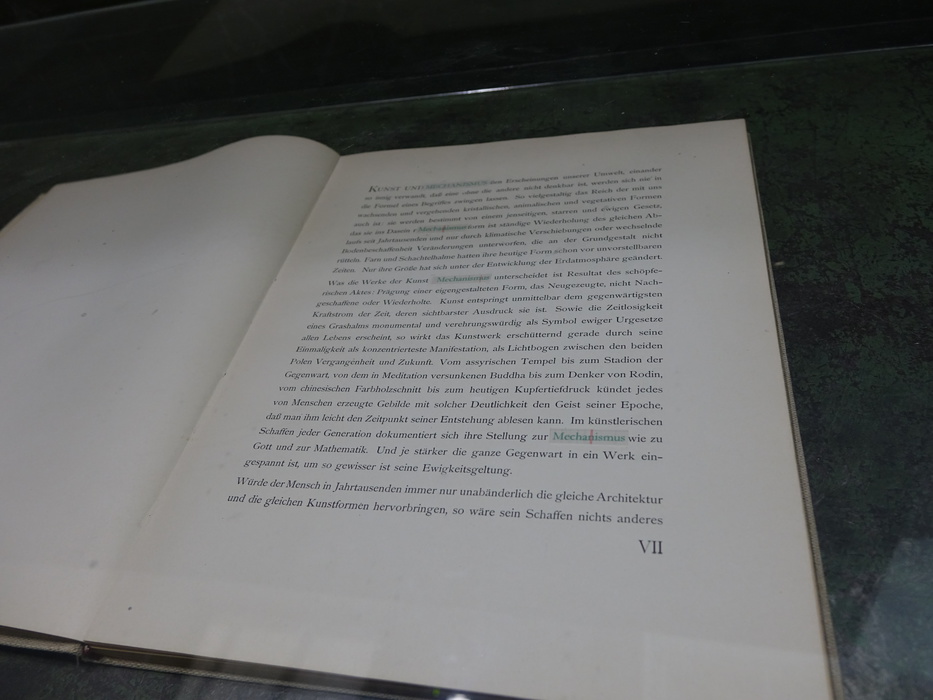 KUNST UND MECHANISMUS den Erscheinungen unserer Umwelt, einander
so innig verwandt, daß eine ohne die andere nicht denkbar ist, werden sich nie in
die Formel eines Begriffes zwingen lassen. So vielgestaltig das Reich der mit uns
wachsenden und vergehenden kristallischen, animalischen und vegetativen Formen
auch ist: sie werden bestimmt von einem jenseitigen, starren und ewigen Gesetz,
das sie ins Dasein Mechanismus form ist ständige Wiederholung des gleichen Ab-
laufs seit Jahrtausenden und nur durch klimatische Verschiebungen oder wechselnde
Bodenbeschaffenheit Veränderungen unterworfen, die an der Grundgestalt nicht
rütteln. Farn und Schachtelhalme hatten ihre heutige Form schon vor unvorstellbaren
Zeiten. Nur ihre Größe hat sich unter der Entwicklung der Erdatmosphäre geändert.
Was die Werke der Kunst Mechanismus unterscheidet ist Resultat des schöpfe-
rischen Aktes: Prägung einer eigengestalteten Form, das Neugezeugte, nicht Nach-
geschaffene oder Wiederholte. Kunst entspringt unmittelbar dem gegenwärtigsten
Kraftstrom der Zeit, deren sichtbarster Ausdruck sie ist. Sowie die Zeitlosigkeit
eines Grashalms monumental und verehrungswürdig als Symbol ewiger Urgesetze
allen Lebens erscheint, so wirkt das Kunstwerk erschütternd gerade durch seine
Einmaligkeit als konzentrierteste Manifestation, als Lichtbogen zwischen den beiden
Polen Vergangenheit und Zukunft. Vom assyrischen Tempel bis zum Stadion der
Gegenwart, von dem in Meditation versunkenen Buddha bis zum Denker von Rodin,
vom chinesischen Farbholzschnitt bis zum heutigen Kupfertiefdruck kündet jedes
von Menschen erzeugte Gebilde mit solcher Deutlichkeit den Geist seiner Epoche,
daß man ihm leicht den Zeitpunkt seiner Entstehung ablesen kann. Im künstlerischen
Schaffen jeder Generation dokumentiert sich ihre Stellung zur Mechanismus wie zu
Gott und zur Mathematik. Und je stärker die ganze Gegenwart in ein Werk ein-
gespannt ist, um so gewisser ist seine Ewigkeitsgeltung.
Würde der Mensch in Jahrtausenden immer nur unabänderlich die gleiche Architektur
und die gleichen Kunstformen hervorbringen, so wäre sein Schaffen nichts anderes
VII